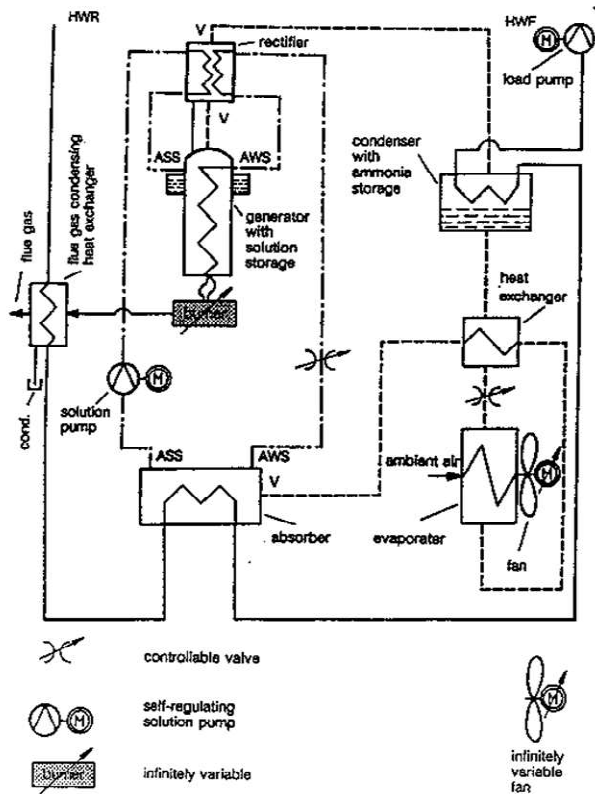 HWR
rectifier
HWF
M
load pump
V
V
ASS
AWS
condenser
with
ammonia
storage
generator
with
solution
storage
flue gas
flue gas condensing
heat exchanger
burner
heat
exchanger
cond.
M
solution
pump
ASS
AWS
V
ambient air
M
absorber
evaporater
fan
controllable valve
M
self-regulating
solution pump
burner
infinitely variable
M
infinitely
variable
fan